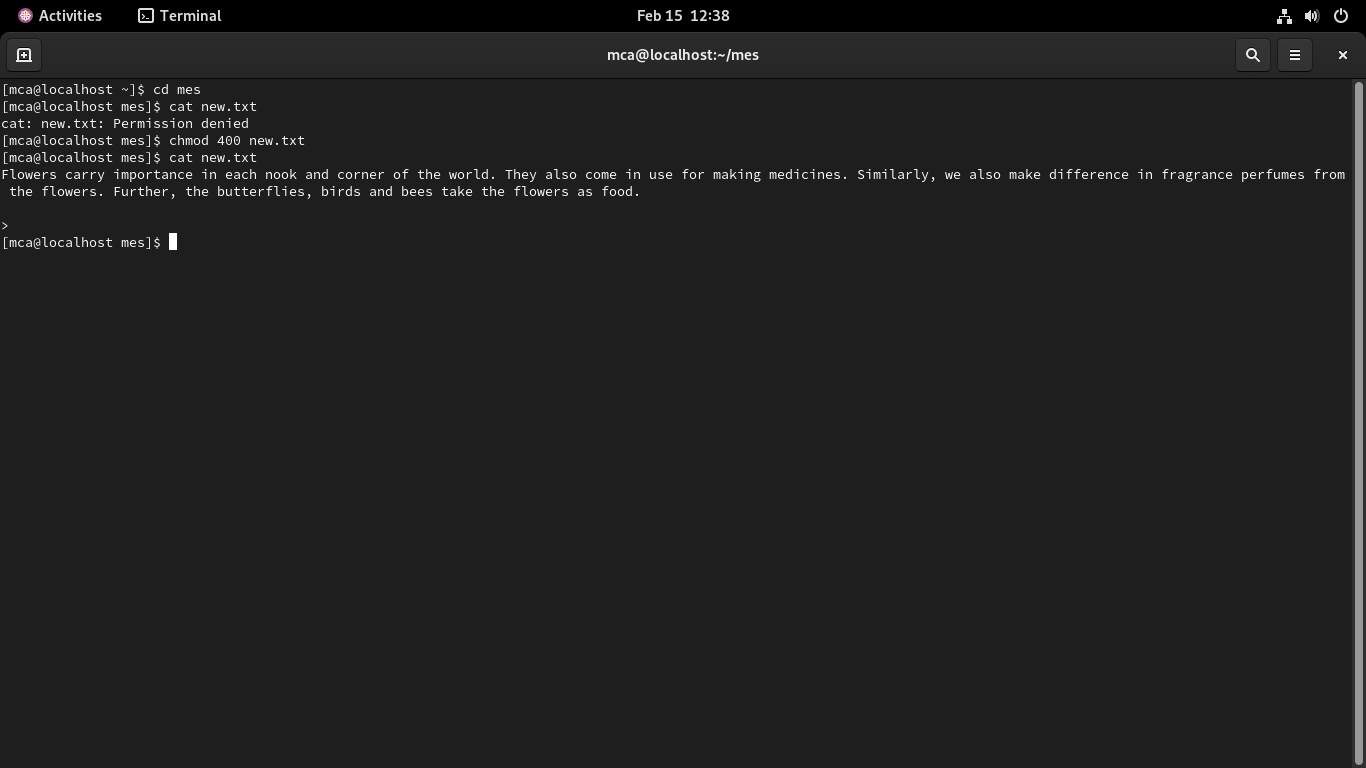 Activities Terminal Feb 15 12:38
mca@localhost:~/mes
[mca@localhost ~]$ cd mes
[mca@localhost mes]$ cat new.txt
cat: new.txt: Permission denied
[mca@localhost mes]$ chmod 400 new.txt
[mca@localhost mes]$ cat new.txt
Flowers carry importance in each nook and corner of the world. They also come in use for making medicines. Similarly, we also make difference in fragrance perfumes from
 the flowers. Further, the butterflies, birds and bees take the flowers as food.

>
[mca@localhost mes]$